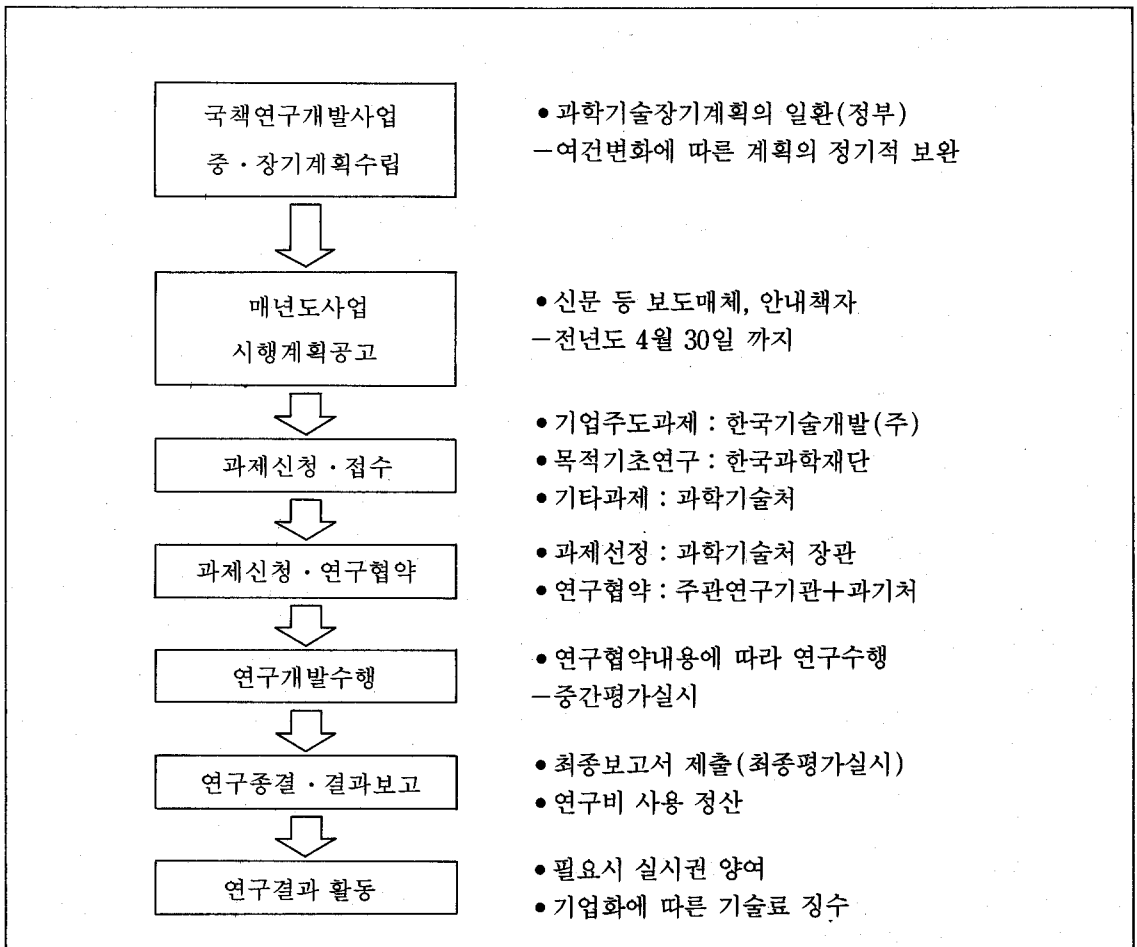 국책연구개발사업
중·장기계획수립
●과학기술장기계획의 일환(정부)
─여건변화에 따른 계획의 정기적 보완
매년도사업
시행계획공고
●신문 등 보도매체, 안내책자
─전년도 4월 30일 까지
과제신청·접수
●기업주도과제 : 한국기술개발(주)
●목적기초연구 : 한국과학재단
●기타과제 : 과학기술처
과제신청·연구협약
●과제선정 : 과학기술처 장관
●연구협약 : 주관연구기관+과기처
연구개발수행
●연구협약내용에 따라 연구수행
─중간평가실시
연구종결·결과보고
●최종보고서 제출(최종평가실시)
●연구비 사용 정산
연구결과 활동
●필요시 실시권 양여
●기업화에 따른 기술료 징수